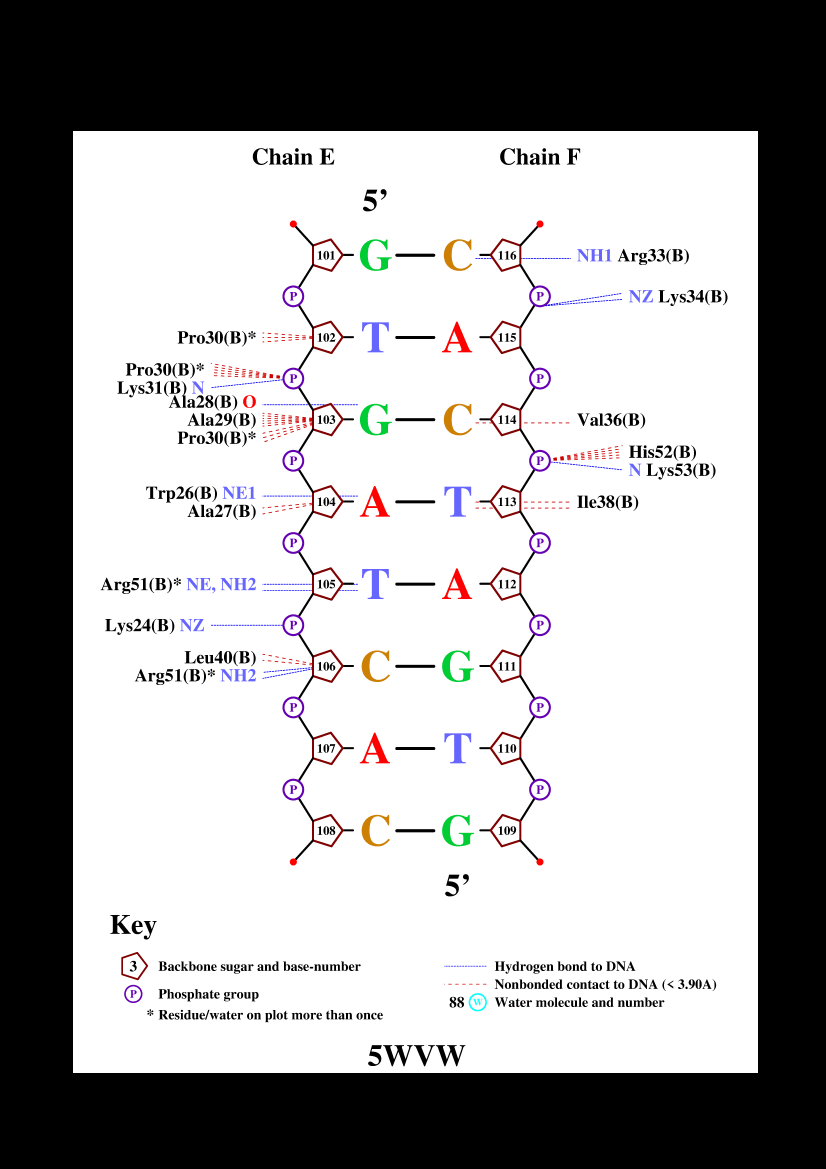 Chain E Chain F
5’
101 G C 116 NH1 Arg33(B)
P P NZ Lys34(B)
Pro30(B)* 102 T A 115
Pro30(B)* P P
Lys31(B) N
Ala28(B) O
Ala29(B) 103 G C 114 Val36(B)
Pro30(B)*
P P His52(B)
N Lys53(B)
Trp26(B) NE1
104 A T 113 Ile38(B)
Ala27(B)
P P
Arg51(B)* NE, NH2 105 T A 112
Lys24(B) NZ P P
Leu40(B)
106 C G 111
Arg51(B)* NH2
P P
107 A T 110
P P
108 C G 109
5’
Key
3 Backbone sugar and base-number
P Phosphate group
* Residue/water on plot more than once
Hydrogen bond to DNA
Nonbonded contact to DNA (< 3.90A)
88 W Water molecule and number
5WVW